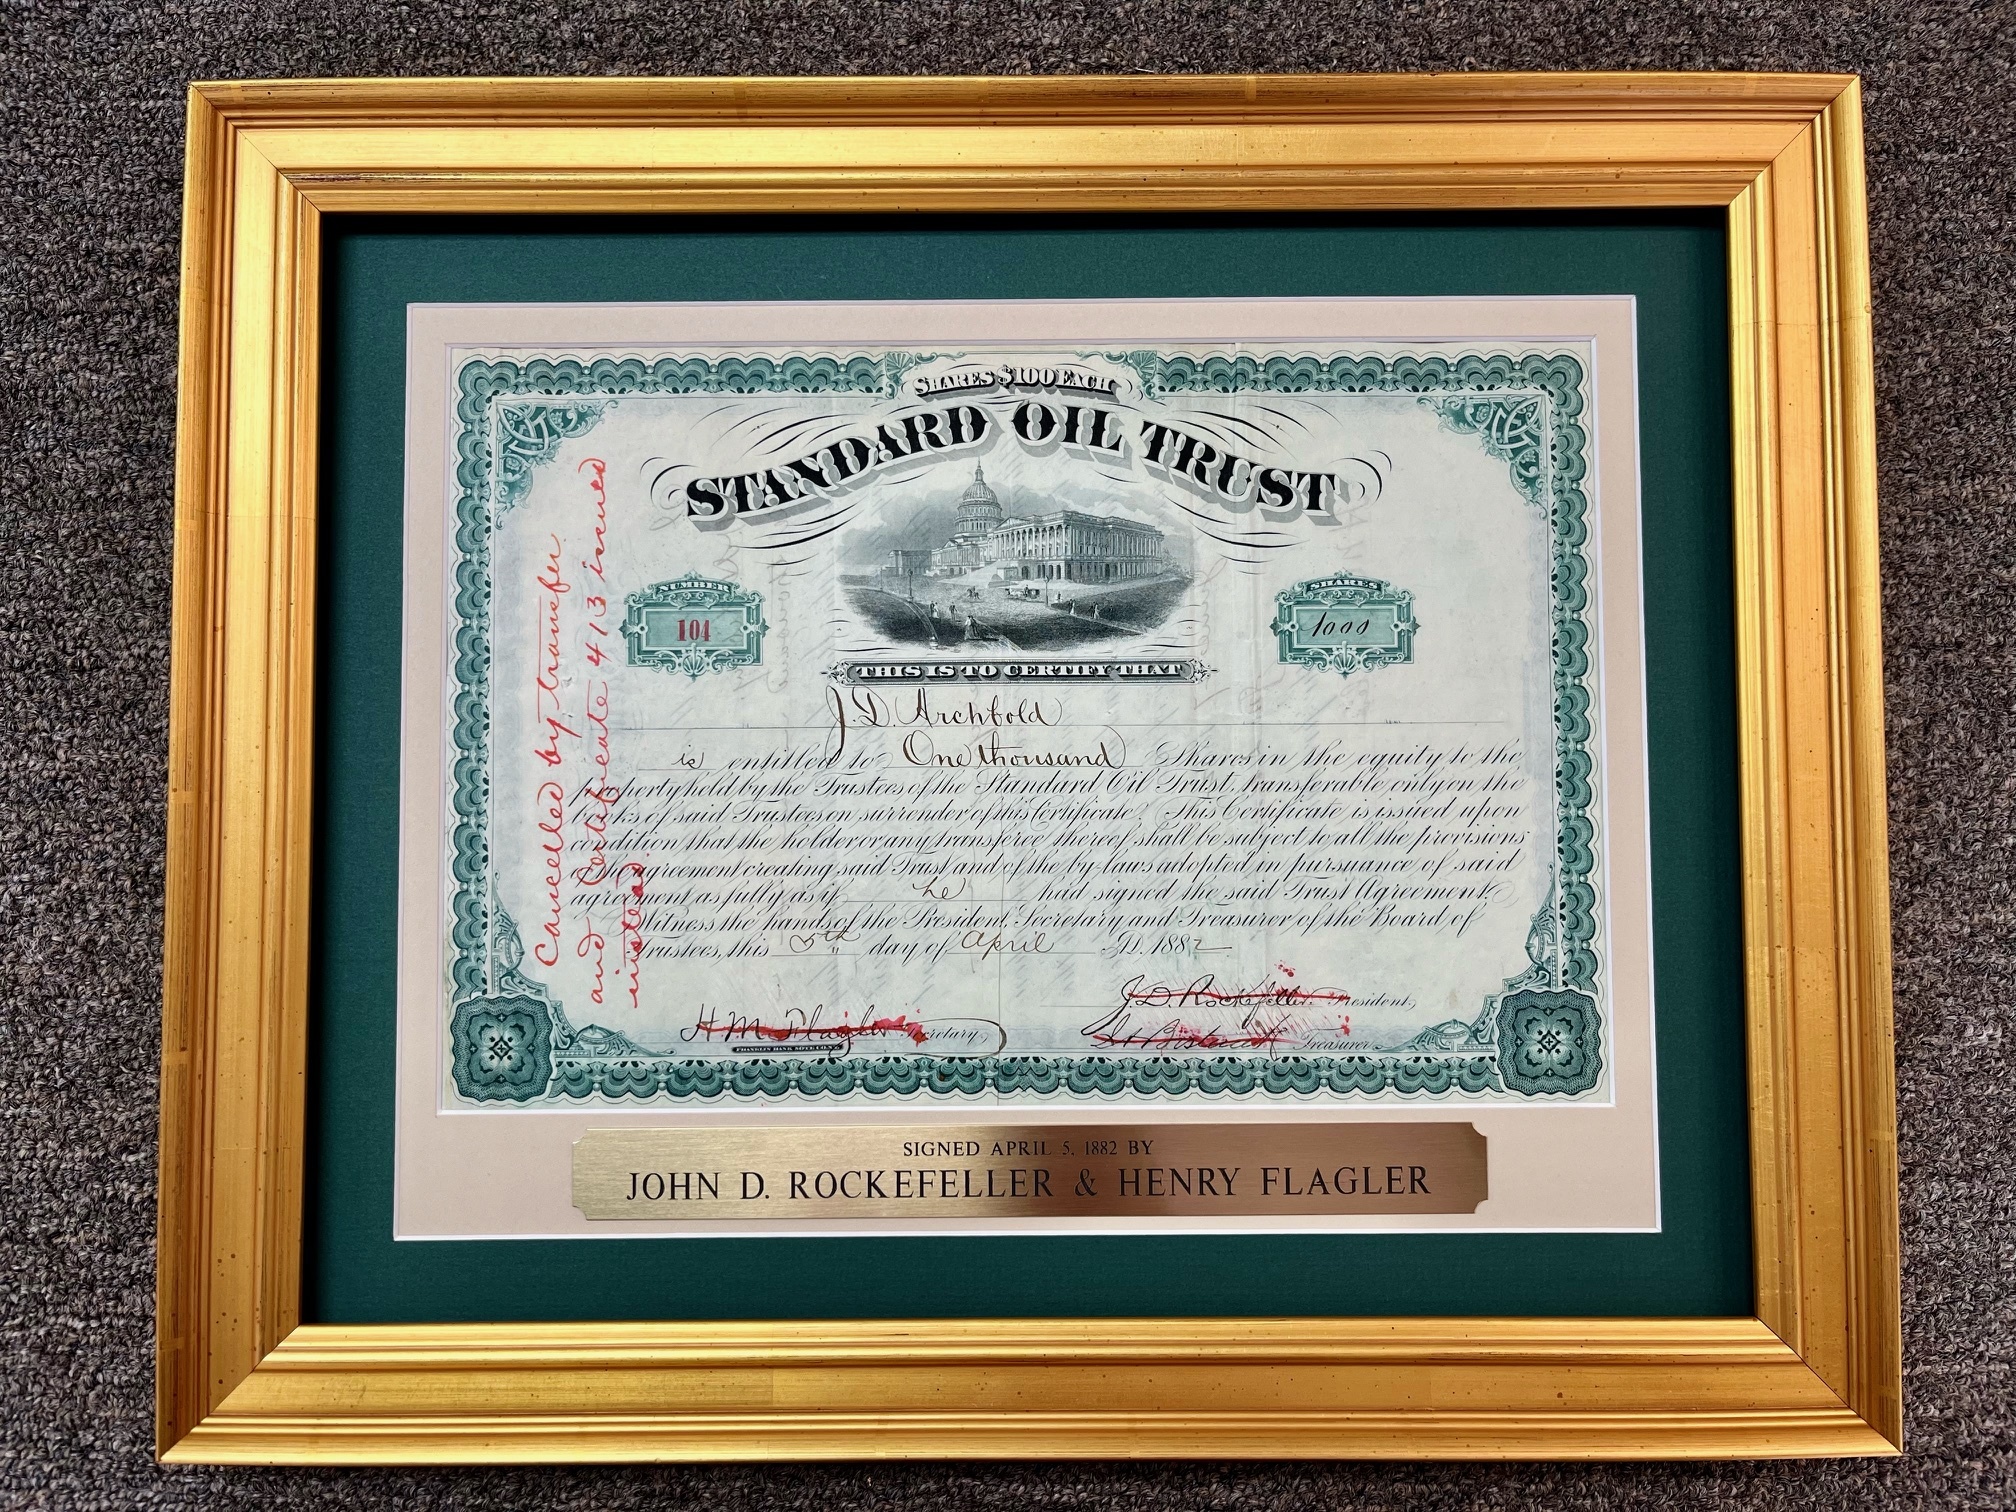 SHARES $100 EACH
STANDARD OIL TRUST
NUMBER
104
SHARES
1000
THIS IS TO CERTIFY THAT
J. D. Archbold
is entitled to One thousand Shares in the equity to the
property held by the Trustees of the Standard Oil Trust, transferable only on the
books of said Trustees on surrender of this Certificate. This Certificate is issued upon
condition that the holder or any transferee thereof shall be subject to all the provisions
of the agreement creating said Trust and of the by-laws adopted in pursuance of said
agreement as fully as if he had signed the said Trust Agreement.
Witness the hands of the President, Secretary and Treasurer of the Board of
Trustees, this 5th day of April A.D. 1882
J. D. Rockefeller President,
H. M. Flagler Secretary,
Treasurer
FRANKLIN BANK NOTE CO. N.Y.
Cancelled by transfer
and Certificate 413 issued
instead
SIGNED APRIL 5, 1882 BY
JOHN D. ROCKEFELLER & HENRY FLAGLER